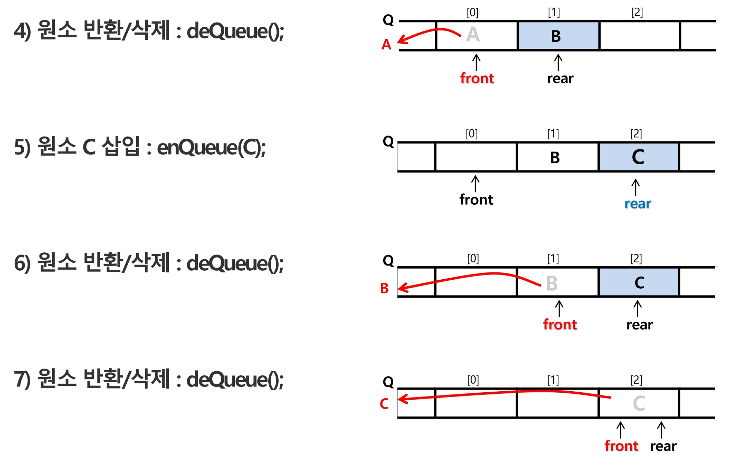 4) 원소 반환/삭제 : deQueue();
Q [0] [1] [2]
A A B
front rear
5) 원소 C 삽입 : enQueue(C);
Q [0] [1] [2]
B C
front rear
6) 원소 반환/삭제 : deQueue();
Q [0] [1] [2]
B B C
front rear
7) 원소 반환/삭제 : deQueue();
Q [0] [1] [2]
C C
front rear